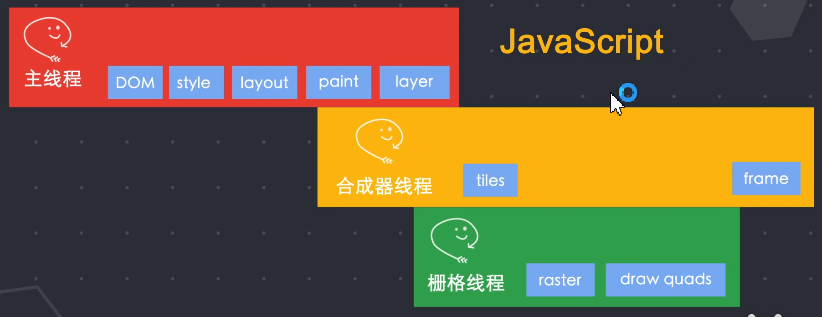 JavaScript
主线程
DOM style layout paint layer
合成器线程
tiles frame
栅格线程
raster draw quads